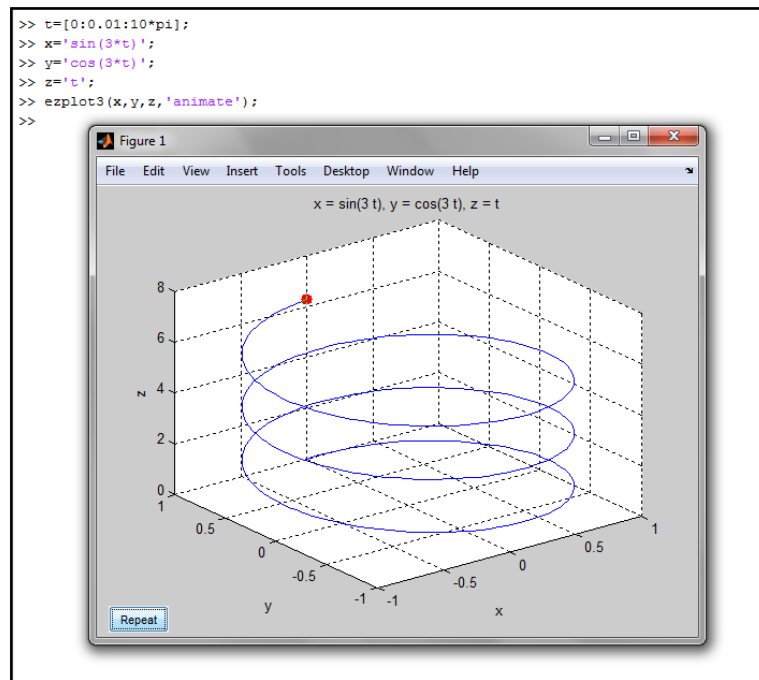 >> t=[0:0.01:10*pi];
>> x='sin(3*t)';
>> y='cos(3*t)';
>> z='t';
>> ezplot3(x,y,z,'animate');
>>
Figure 1
File Edit View Insert Tools Desktop Window Help
x = sin(3 t), y = cos(3 t), z = t
8
6
4
2
0
z
1
0.5
0
-0.5
-1
y
-1
-0.5
0
0.5
1
x
Repeat